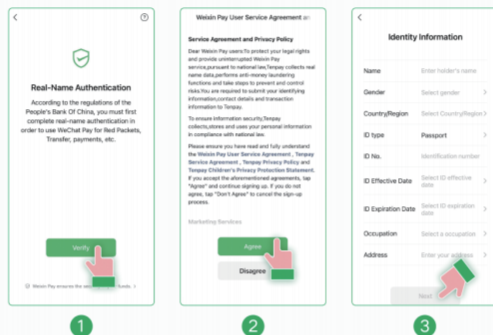 Real-Name Authentication
According to the regulations of the
People's Bank Of China, you must first
complete real-name authentication in
order to use WeChat Pay for Red Packets,
Transfer, payments, etc.
Verify
Weixin Pay ensures the funds.
1
Weixin Pay User Service Agreement an
Service Agreement and Privacy Policy
Dear Weixin Pay users:To protect your legal rights
and provide uninterrupted Weixin Pay
service,pursuant to national law,Tenpay collects real
name data,performs anti-money laundering
functions and take steps to prevent and control
risks.You are required to submit your identifying
information,contact details and transaction
information to Tenpay.
To ensure information security,Tenpay
collects,stores and uses your personal information
in compliance with national law.
Please ensure you have read and fully understand
the Weixin Pay User Service Agreement , Tenpay
Service Agreement , Tenpay Privacy Policy and
Tenpay Children's Privacy Protection Statement.
If you accept the aforementioned agreements, tap
"Agree" and continue signing up. If you do not
agree, tap "Don't Agree" to cancel the sign-up
process.
Marketing Services
Agree
Disagree
2
Identity Information
Name Enter holder's name
Gender Select gender
Country/Region Select Country/Region
ID type Passport
ID No. Identification number
ID Effective Date Select ID effective
date
ID Expiration Date Select ID expiration
date
Occupation Select a occupation
Address Enter your address
Next
3